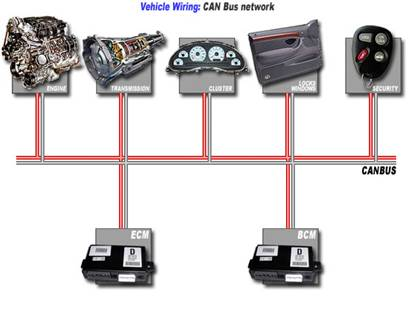 Vehicle Wiring: CAN Bus network
ENGINE
TRANSMISSION
CLUSTER
LOCKS
WINDOWS
SECURITY
CANBUS
ECM
BCM
D
D